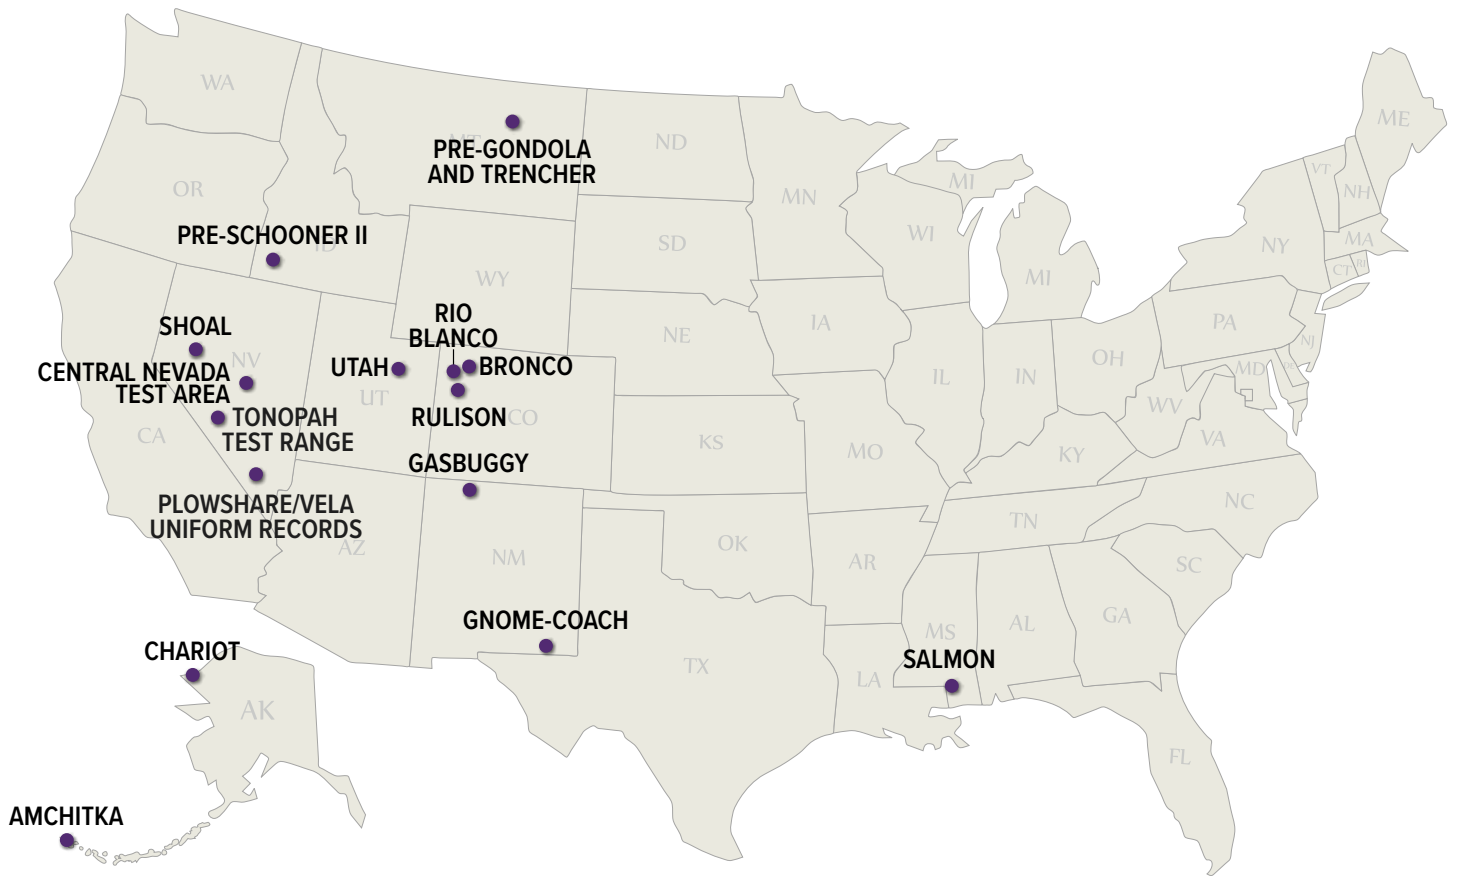 WA
MT
ND
PRE-GONDOLA
AND TRENCHER
OR
PRE-SCHOONER II
ID
MN
WI
MI
MI
SD
WY
ME
VT
NH
NY
MA
CT
RI
SHOAL
NV
CENTRAL NEVADA
TEST AREA
TONOPAH
TEST RANGE
CA
RIO
BLANCO
UTAH
BRONCO
RULISON
UT
CO
NE
IA
IL
IN
OH
PA
NJ
MD
DE
WV
VA
KY
KS
MO
GASBUGGY
PLOWSHARE/VELA
UNIFORM RECORDS
AZ
NM
OK
AR
TN
NC
SC
GNOME-COACH
TX
LA
MS
AL
GA
SALMON
FL
CHARIOT
AK
AMCHITKA